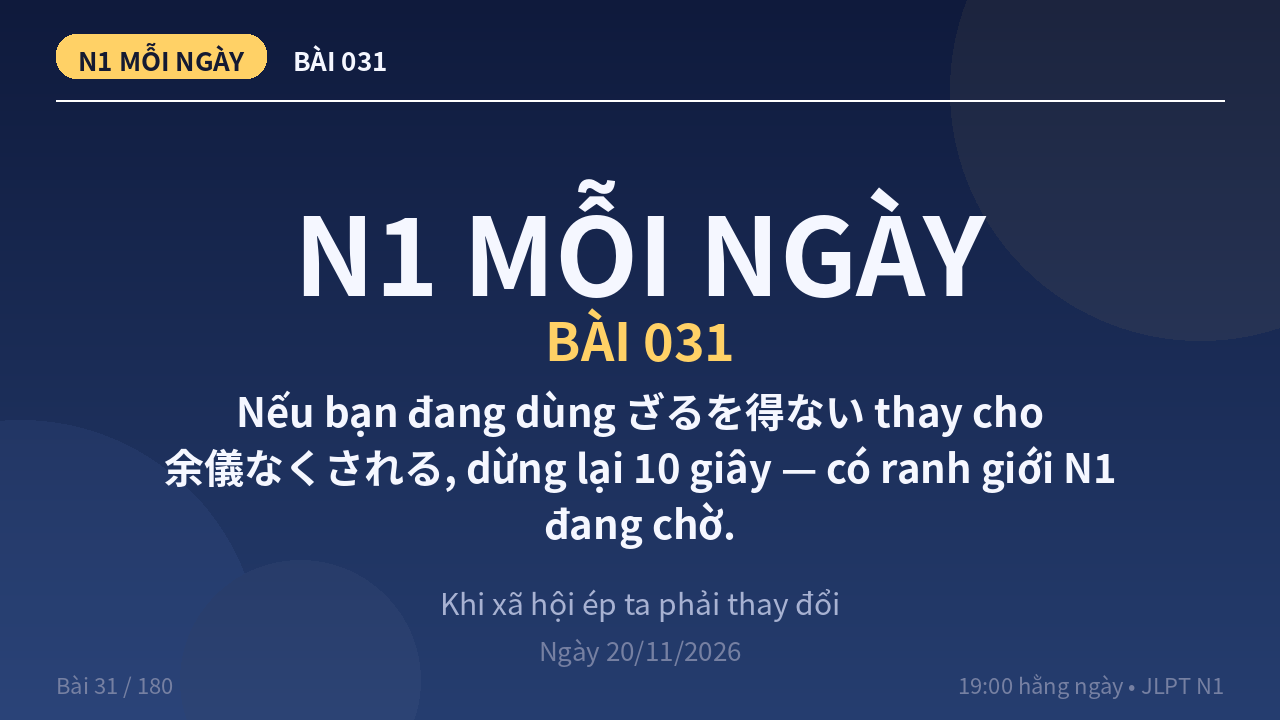 N1 MỖI NGÀY
BÀI 031
N1 MỖI NGÀY
BÀI 031
Nếu bạn đang dùng ざるを得ない thay cho
余儀なくされる, dừng lại 10 giây — có ranh giới N1
đang chờ.
Khi xã hội ép ta phải thay đổi
Ngày 20/11/2026
Bài 31 / 180
19:00 hằng ngày • JLPT N1